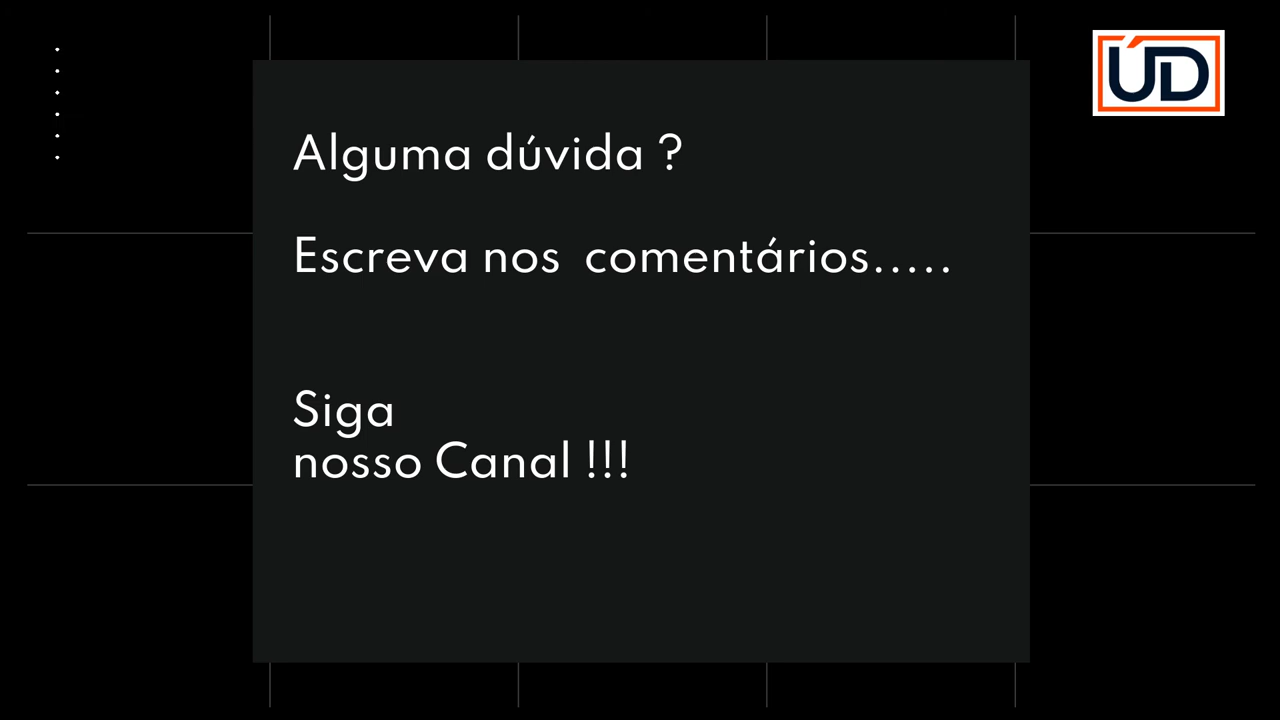 ÚD
Alguma dúvida ?
Escreva nos comentários.....
Siga
nosso Canal !!!